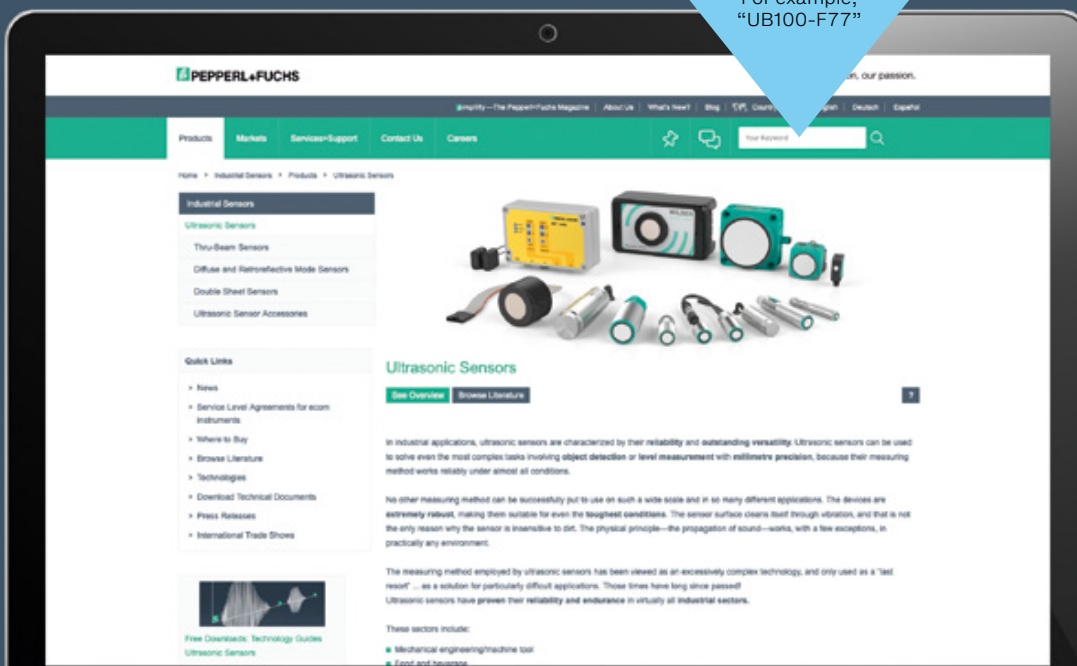 For example,
“UB100-F77”
PEPPERL+FUCHS
our passion.
—The Pepperl+Fuchs Magazine | About Us | What's New? | Blog | Deutsch | Español
Products Markets Services+Support Contact Us Careers Your Keyword
Home > Industrial Sensors > Products > Ultrasonic Sensors
Industrial Sensors
Ultrasonic Sensors
Thru-Beam Sensors
Diffuse and Retroreflective Mode Sensors
Double Sheet Sensors
Ultrasonic Sensor Accessories
Quick Links
> News
> Service Level Agreements for ecom
instruments
> Where to Buy
> Browse Literature
> Technologies
> Download Technical Documents
> Press Releases
> International Trade Shows
Free Downloads: Technology Guides
Ultrasonic Sensors
Ultrasonic Sensors
See Overview Browse Literature ?
In industrial applications, ultrasonic sensors are characterized by their reliability and outstanding versatility. Ultrasonic sensors can be used
to solve even the most complex tasks involving object detection or level measurement with millimetre precision, because their measuring
method works reliably under almost all conditions.
No other measuring method can be successfully put to use on such a wide scale and in so many different applications. The devices are
extremely robust, making them suitable for even the toughest conditions. The sensor surface cleans itself through vibration, and that is not
the only reason why the sensor is insensitive to dirt. The physical principle—the propagation of sound—works, with a few exceptions, in
practically any environment.
The measuring method employed by ultrasonic sensors has been viewed as an excessively complex technology, and only used as a "last
resort" ... as a solution for particularly difficult applications. Those times have long since passed!
Ultrasonic sensors have proven their reliability and endurance in virtually all industrial sectors.
These sectors include:
Mechanical engineering/machine tool
Food and beverage